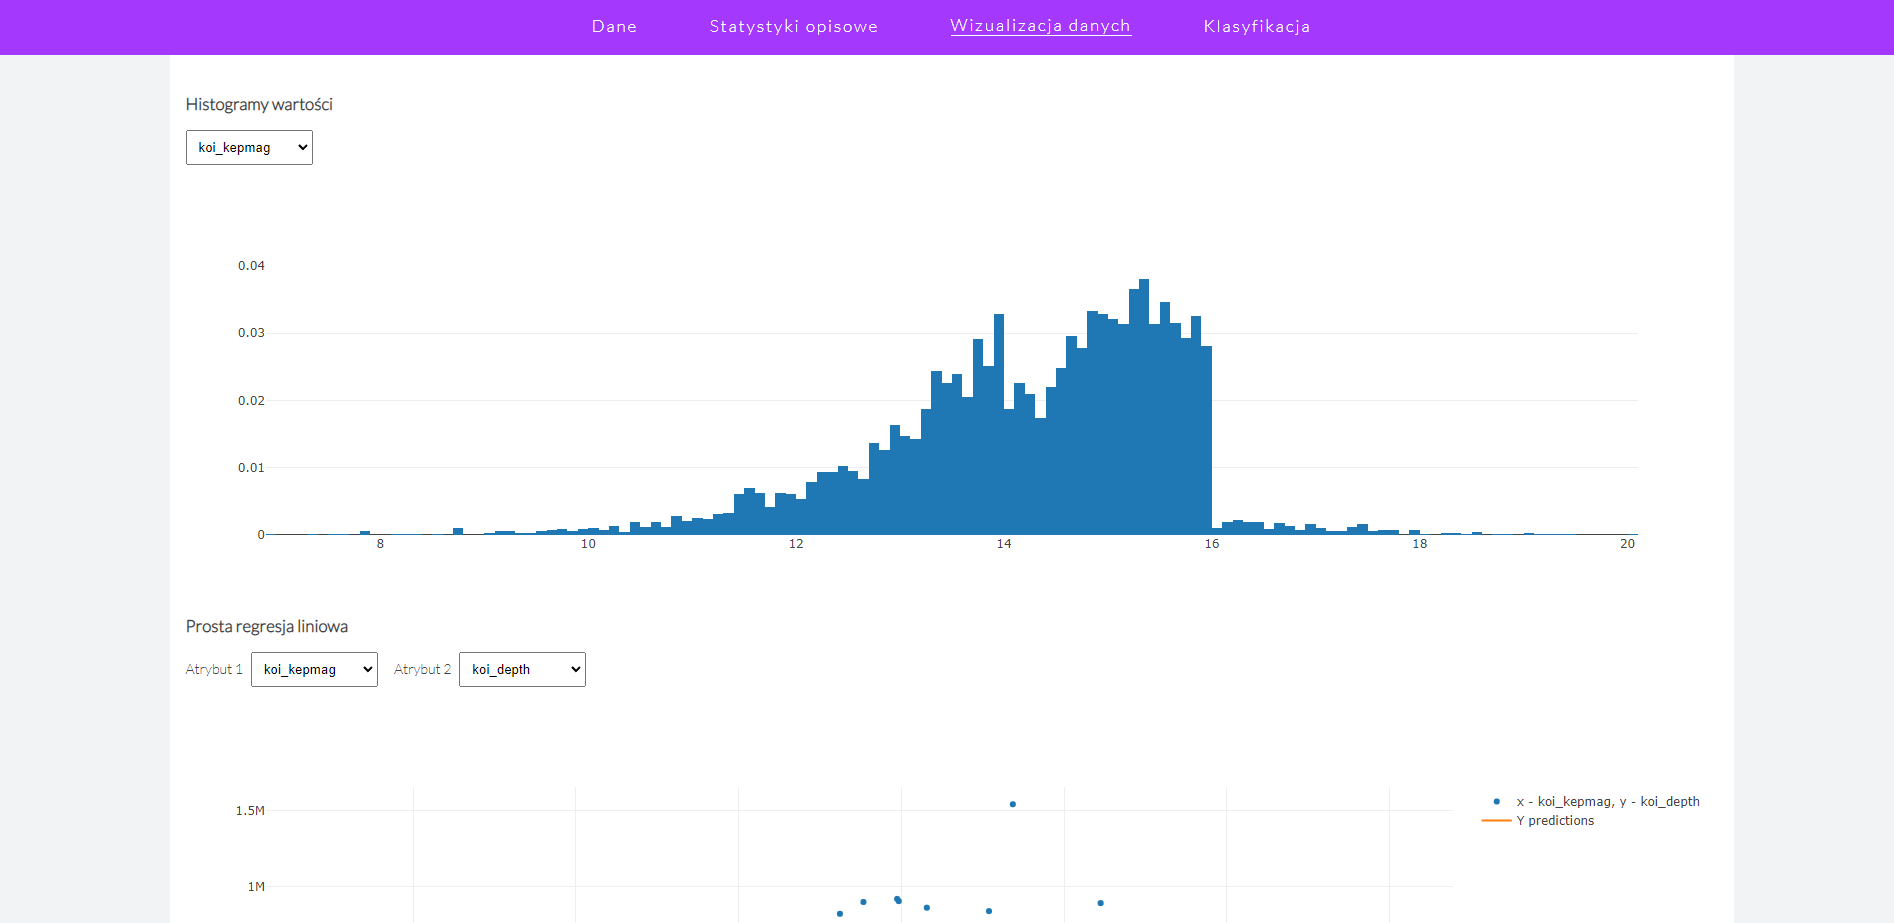 Dane Statystyki opisowe Wizualizacja danych Klasyfikacja
Histogramy wartości
koi_kepmag
0.04
0.03
0.02
0.01
0
8 10 12 14 16 18 20
Prosta regresja liniowa
Atrybut 1 koi_kepmag Atrybut 2 koi_depth
1.5M
1M
x - koi_kepmag, y - koi_depth
Y predictions